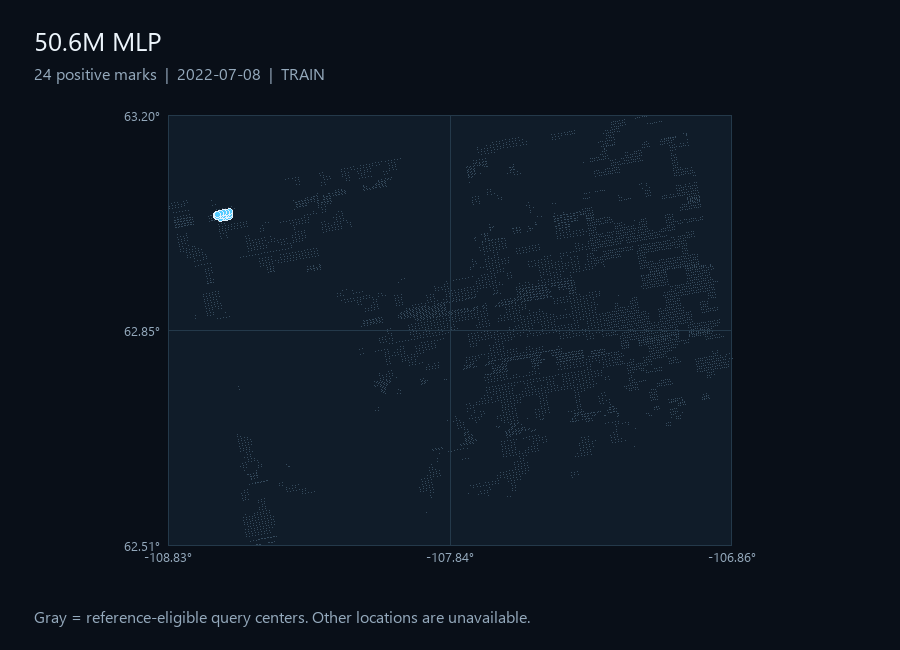 50.6M MLP
24 positive marks | 2022-07-08 | TRAIN
63.20°
62.85°
62.51°
-108.83°
-107.84°
-106.86°
Gray = reference-eligible query centers. Other locations are unavailable.